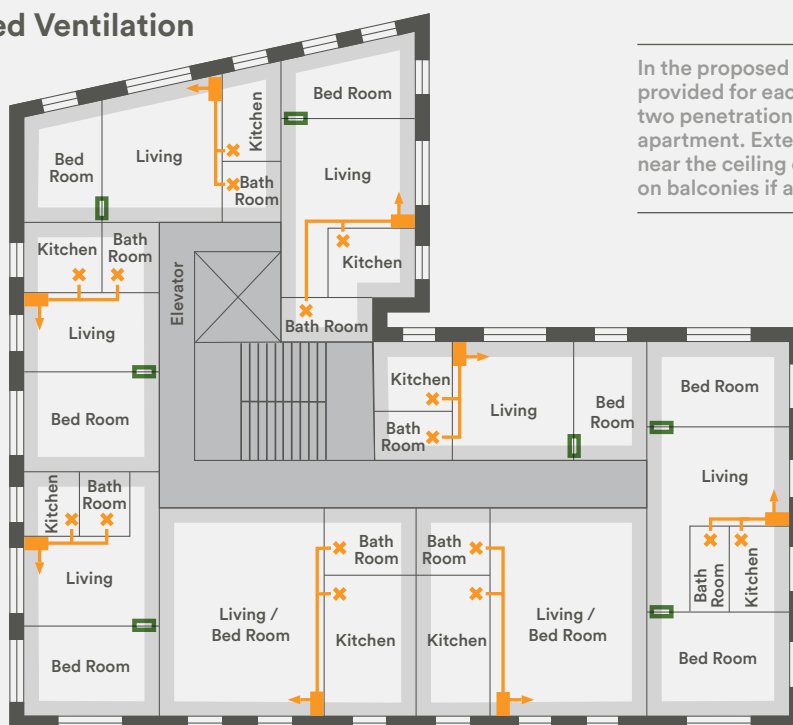 ed Ventilation
In the proposed
provided for eac
two penetration
apartment. Exte
near the ceiling
on balconies if a
Bed Room
Kitchen
Living
Bed
Room
Living
Bath
Room
Kitchen
Bath
Room
Elevator
Kitchen
Living
Bath Room
Kitchen
Bath
Room
Living
Bed
Room
Bed Room
Bed Room
Living
Kitchen
Bath
Room
Living
Bath
Room
Kitchen
Bed Room
Bed Room
Living /
Bed Room
Bath
Room
Kitchen
Bath
Room
Kitchen
Living /
Bed Room